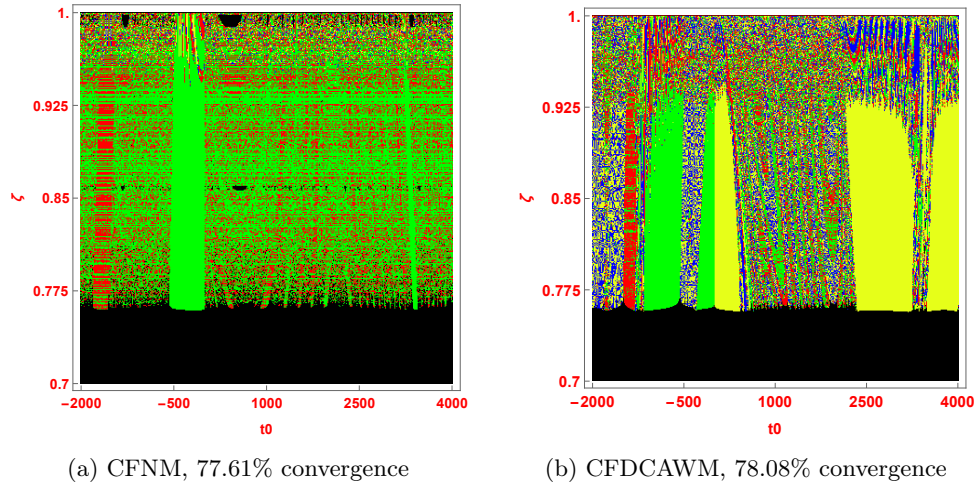 1.
0.925
0.85
ζ
0.775
0.7
−2000 −500 1000 2500 4000
t0
1.
0.925
0.85
ζ
0.775
0.7
−2000 −500 1000 2500 4000
t0
(a) CFNM, 77.61% convergence
(b) CFDCAWM, 78.08% convergence